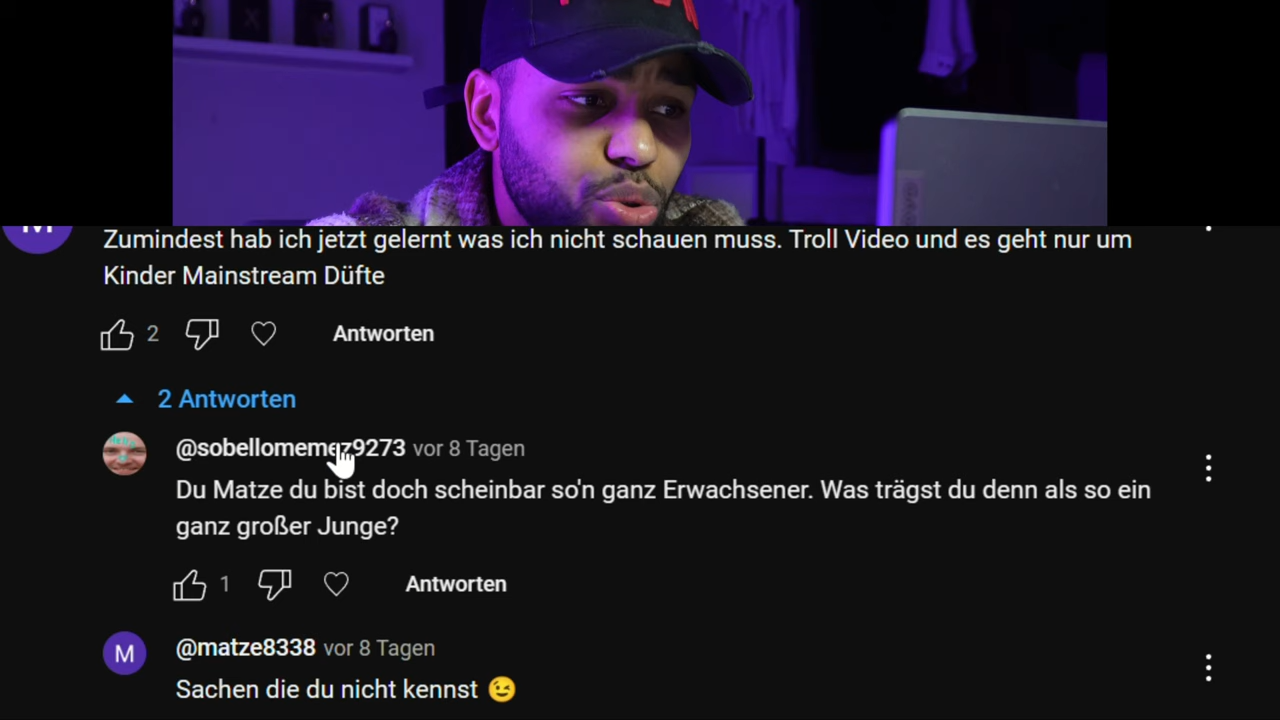 Zumindest hab ich jetzt gelernt was ich nicht schauen muss. Troll Video und es geht nur um
Kinder Mainstream Düfte
2
Antworten
2 Antworten
@sobellomemez9273 vor 8 Tagen
Du Matze du bist doch scheinbar so'n ganz Erwachsener. Was trägst du denn als so ein
ganz großer Junge?
1
Antworten
M
@matze8338 vor 8 Tagen
Sachen die du nicht kennst 😉